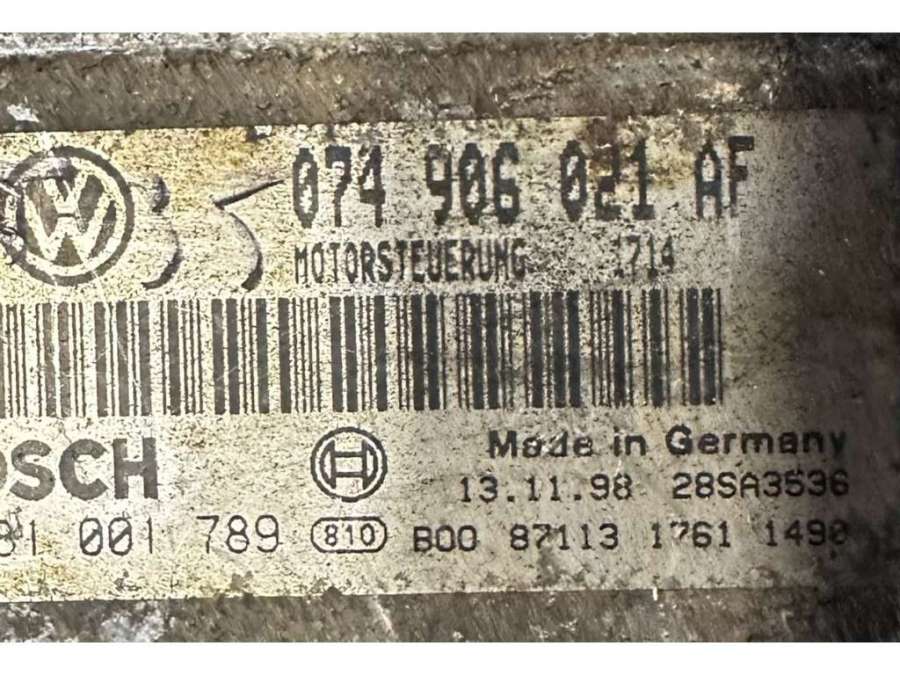 074 906 021 AF
MOTORSTEUERUNG 1714
OSCH
Made in Germany
13.11.98 28SA3536
81 001 789 810 B00 87113 1761 1490